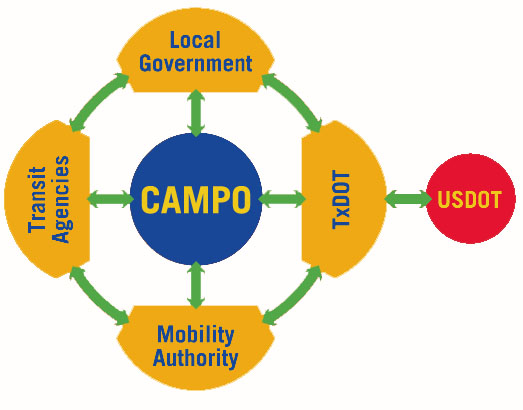 Local
Government
Transit
Agencies
CAMPO
TxDOT
USDOT
Mobility
Authority